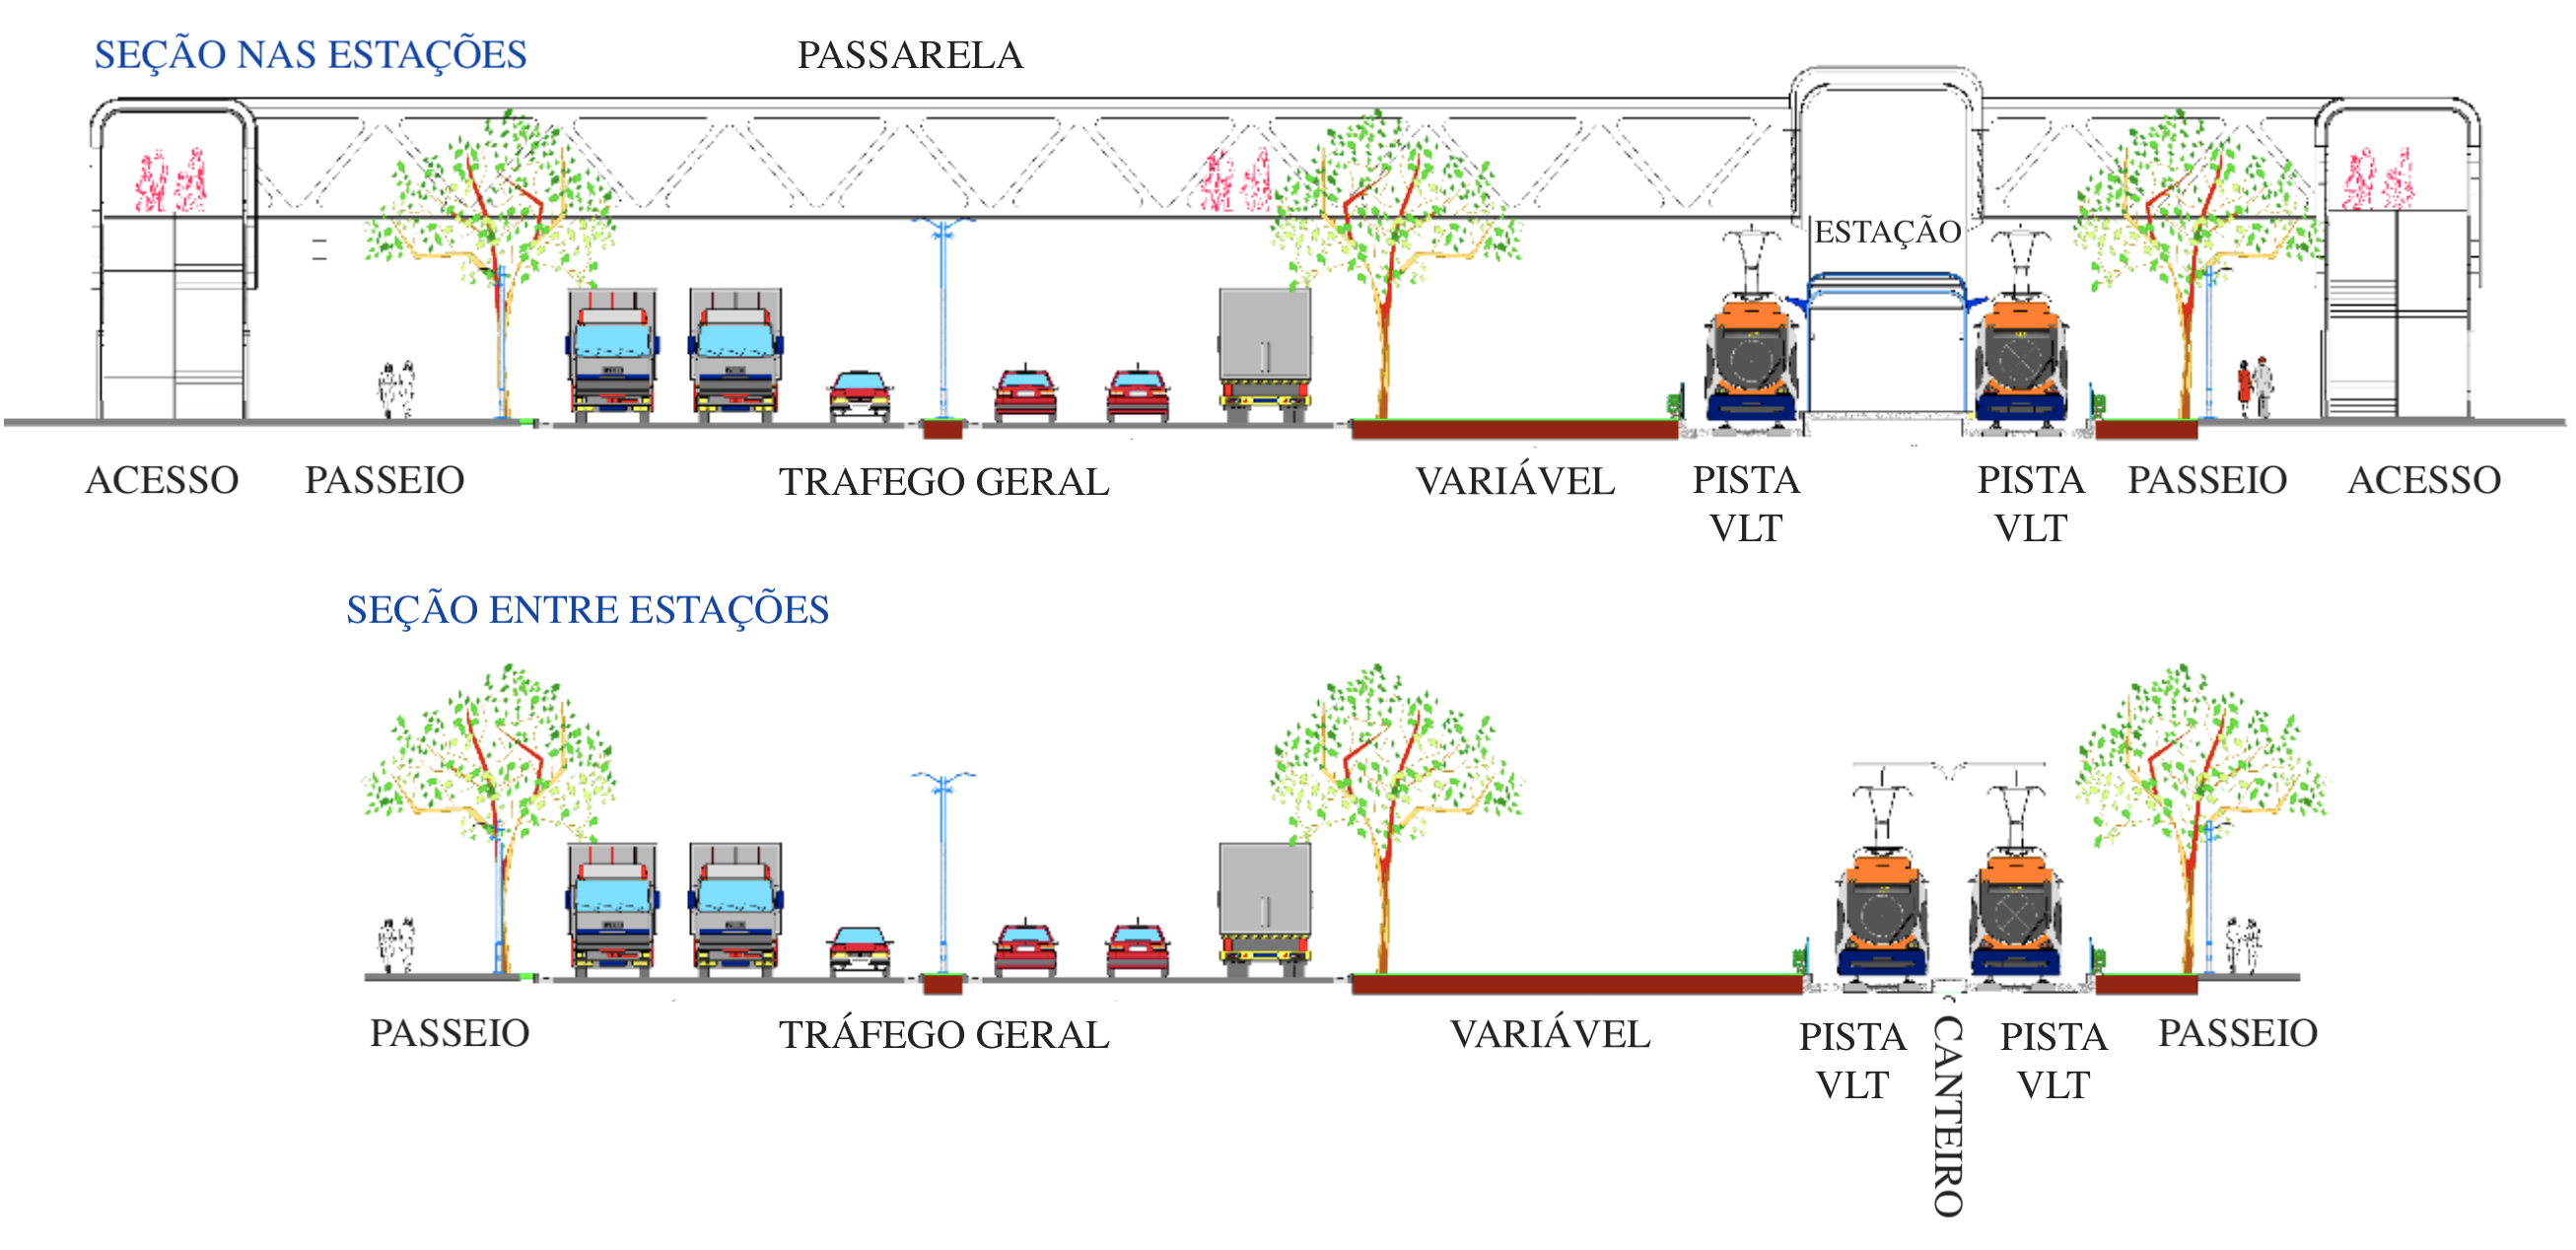 SEÇÃO NAS ESTAÇÕES
PASSARELA
ESTAÇÃO
ACESSO
PASSEIO
TRAFEGO GERAL
VARIÁVEL
PISTA
VLT
PISTA
VLT
PASSEIO
ACESSO
SEÇÃO ENTRE ESTAÇÕES
PASSEIO
TRÁFEGO GERAL
VARIÁVEL
PISTA
VLT
CANTEIRO
PISTA
VLT
PASSEIO